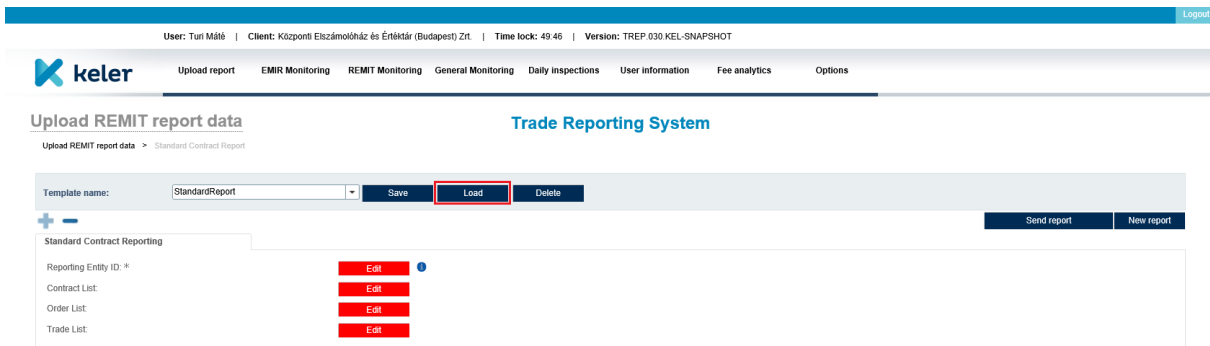 Logout
User: Turi Máté | Client: Központi Elszámolóház és Értéktár (Budapest) Zrt. | Time lock: 49:46 | Version: TREP.030.KEL-SNAPSHOT
keler
Upload report EMIR Monitoring REMIT Monitoring General Monitoring Daily inspections User information Fee analytics Options
Upload REMIT report data
Trade Reporting System
Upload REMIT report data > Standard Contract Report
Template name: StandardReport Save Load Delete
Send report New report
Standard Contract Reporting
Reporting Entity ID: * Edit i
Contract List: Edit
Order List: Edit
Trade List: Edit